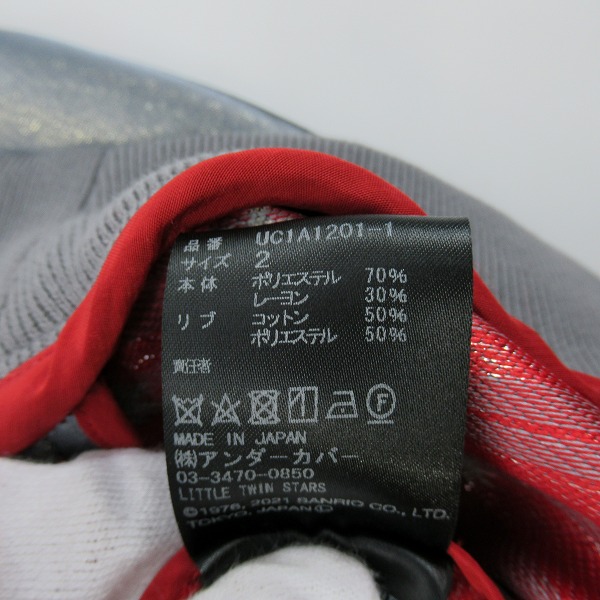 品番 UC1A1201-1
サイズ 2
本体 ポリエステル 70%
レーヨン 30%
リブ コットン 50%
ポリエステル 50%
責任者
MADE IN JAPAN
㈱アンダーカバー
03-3470-0850
LITTLE TWIN STARS
©1976, 2021 SANRIO CO., LTD.
TOKYO, JAPAN Ⓛ